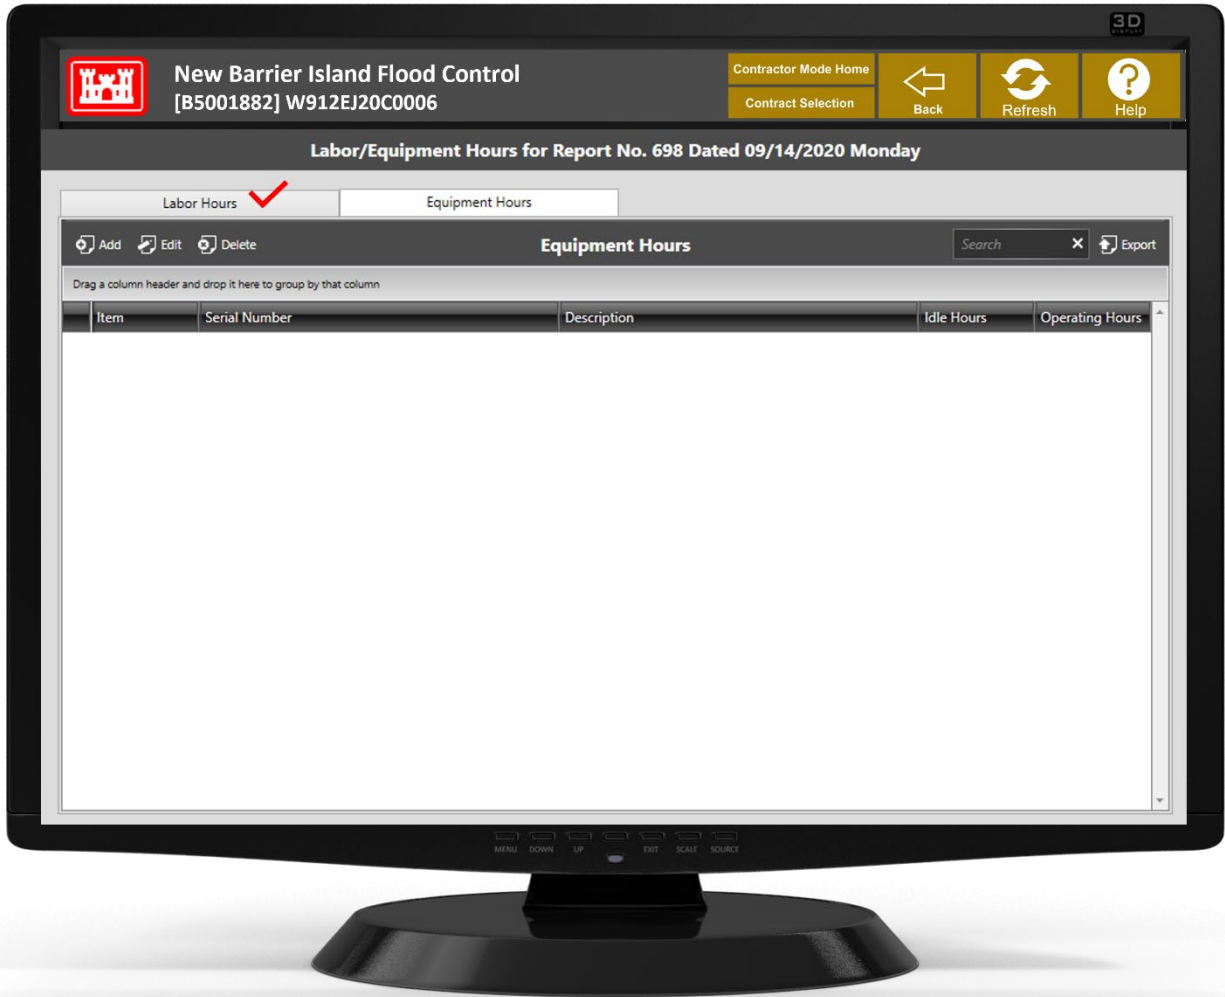 3D
DISPLAY
New Barrier Island Flood Control
[B5001882] W912EJ20C0006
Contractor Mode Home
Contract Selection
Back
Refresh
Help
Labor/Equipment Hours for Report No. 698 Dated 09/14/2020 Monday
Labor Hours
Equipment Hours
Add Edit Delete
Equipment Hours
Search
Export
Drag a column header and drop it here to group by that column
Item Serial Number Description Idle Hours Operating Hours
MENU DOWN UP EXIT SCALE SOURCE